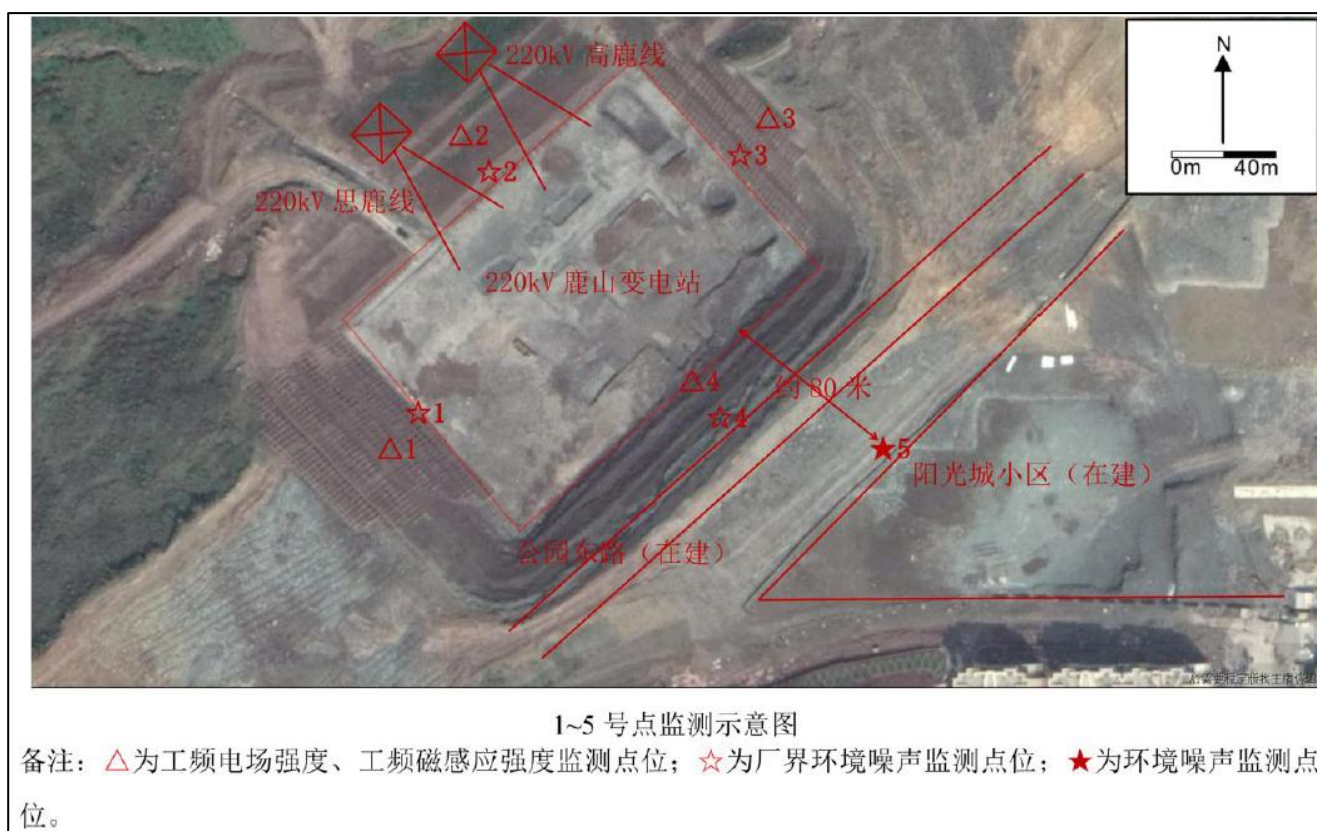 220kV 高鹿线
N
0m 40m
△2
△3
☆2
☆3
220kV 思鹿线
220kV 鹿山变电站
△4
约 80 米
☆1
☆4
△1
★5
阳光城小区（在建）
公园东路（在建）
1~5 号点监测示意图
备注：△为工频电场强度、工频磁感应强度监测点位；☆为厂界环境噪声监测点位；★为环境噪声监测点
位。